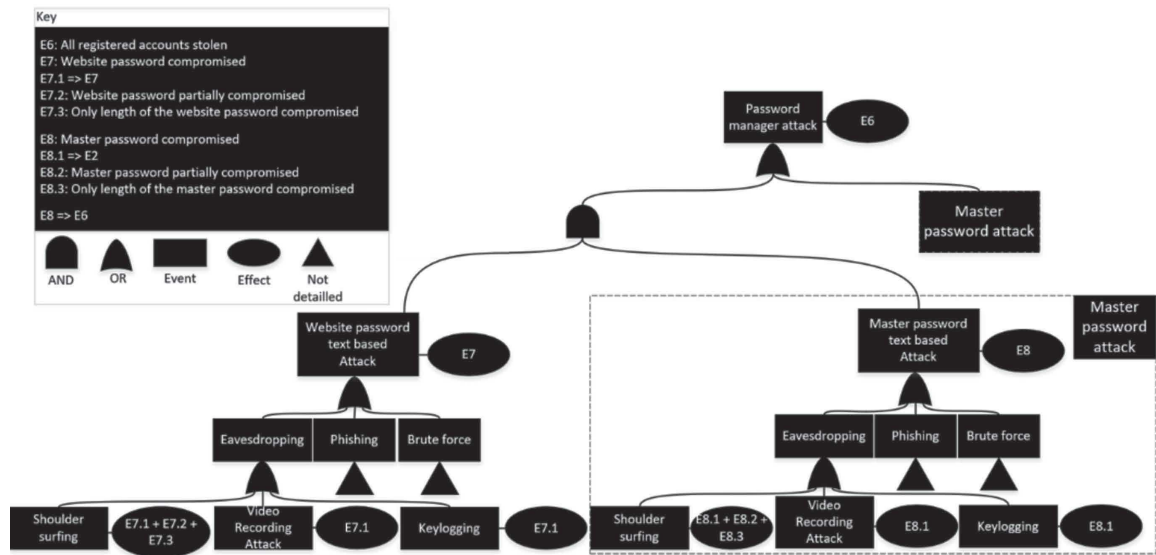 Key
E6: All registered accounts stolen
E7: Website password compromised
E7.1 => E7
E7.2: Website password partially compromised
E7.3: Only length of the website password compromised
E8: Master password compromised
E8.1 => E2
E8.2: Master password partially compromised
E8.3: Only length of the master password compromised
E8 => E6
AND
OR
Event
Effect
Not
detailled
Password
manager attack
E6
Master
password attack
Website password
text based
Attack
E7
Master password
text based
Attack
E8
Master
password
attack
Eavesdropping
Phishing
Brute force
Eavesdropping
Phishing
Brute force
Shoulder
surfing
E7.1 + E7.2 +
E7.3
Video
Recording
Attack
E7.1
Keylogging
E7.1
Shoulder
surfing
E8.1 + E8.2 +
E8.3
Video
Recording
Attack
E8.1
Keylogging
E8.1